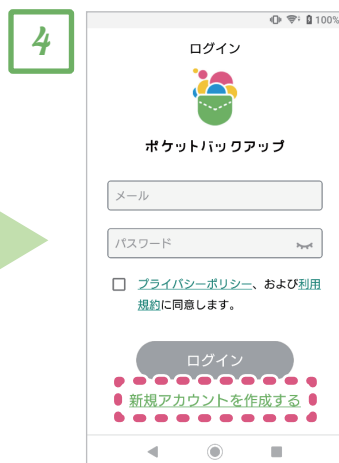 4
100%
ログイン
ポケットバックアップ
メール
パスワード
プライバシーポリシー、および利用
規約に同意します。
ログイン
新規アカウントを作成する